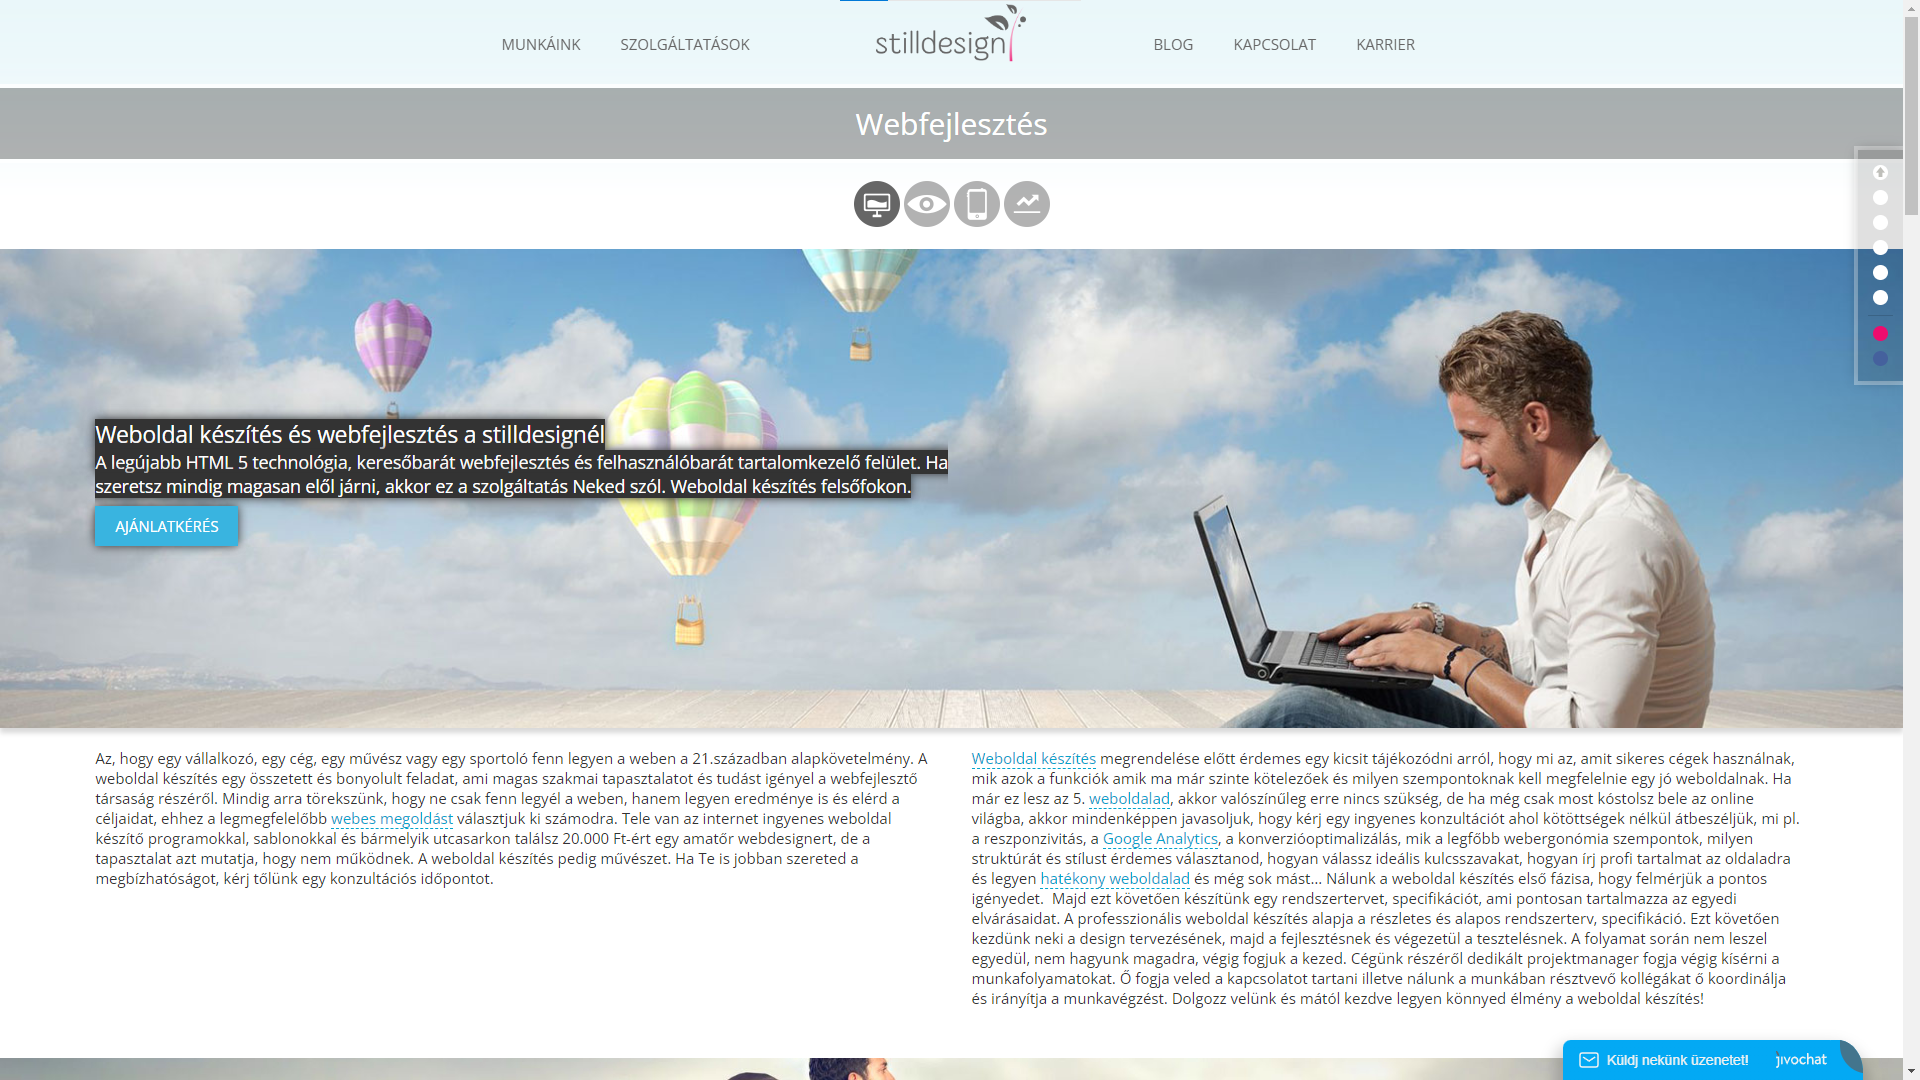 MUNKÁINK SZOLGÁLTATÁSOK stilldesign BLOG KAPCSOLAT KARRIER
Webfejlesztés
Weboldal készítés és webfejlesztés a stilldesignél
A legújabb HTML 5 technológia, keresőbarát webfejlesztés és felhasználóbarát tartalomkezelő felület. Ha
szeretsz mindig magasan elől járni, akkor ez a szolgáltatás Neked szól. Weboldal készítés felsőfokon.
AJÁNLATKÉRÉS
Az, hogy egy vállalkozó, egy cég, egy művész vagy egy sportoló fenn legyen a weben a 21.században alapkövetelmény. A
weboldal készítés egy összetett és bonyolult feladat, ami magas szakmai tapasztalatot és tudást igényel a webfejlesztő
társaság részéről. Mindig arra törekszünk, hogy ne csak fenn legyél a weben, hanem legyen eredménye is és elérd a
céljaidat, ehhez a legmegfelelőbb webes megoldást választjuk ki számodra. Tele van az internet ingyenes weboldal
készítő programokkal, sablonokkal és bármelyik utcasarkon találsz 20.000 Ft-ért egy amatőr webdesignert, de a
tapasztalat azt mutatja, hogy nem működnek. A weboldal készítés pedig művészet. Ha Te is jobban szereted a
megbízhatóságot, kérj tőlünk egy konzultációs időpontot.
Weboldal készítés megrendelése előtt érdemes egy kicsit tájékozódni arról, hogy mi az, amit sikeres cégek használnak,
mik azok a funkciók amik ma már szinte kötelezőek és milyen szempontoknak kell megfelelnie egy jó weboldalnak. Ha
már ez lesz az 5. weboldalad, akkor valószínűleg erre nincs szükség, de ha még csak most kóstolsz bele az online
világba, akkor mindenképpen javasoljuk, hogy kérj egy ingyenes konzultációt ahol kötöttségek nélkül átbeszéljük, mi pl.
a reszponzivitás, a Google Analytics, a konverzióoptimalizálás, mik a legfőbb webergonómia szempontok, milyen
struktúrát és stílust érdemes választanod, hogyan válassz ideális kulcsszavakat, hogyan írj profi tartalmat az oldaladra
és legyen hatékony weboldalad és még sok mást... Nálunk a weboldal készítés első fázisa, hogy felmérjük a pontos
igényedet. Majd ezt követően készítünk egy rendszertervet, specifikációt, ami pontosan tartalmazza az egyedi
elvárásaidat. A professzionális weboldal készítés alapja a részletes és alapos rendszerterv, specifikáció. Ezt követően
kezdünk neki a design tervezésének, majd a fejlesztésnek és végezetül a tesztelésnek. A folyamat során nem leszel
egyedül, nem hagyunk magadra, végig fogjuk a kezed. Cégünk részéről dedikált projektmanager fogja végig kísérni a
munkafolyamatokat. Ő fogja veled a kapcsolatot tartani illetve nálunk a munkában résztvevő kollégákat ő koordinálja
és irányítja a munkavégzést. Dolgozz velünk és mától kezdve legyen könnyed élmény a weboldal készítés!
Küldj nekünk üzenetet! jivochat